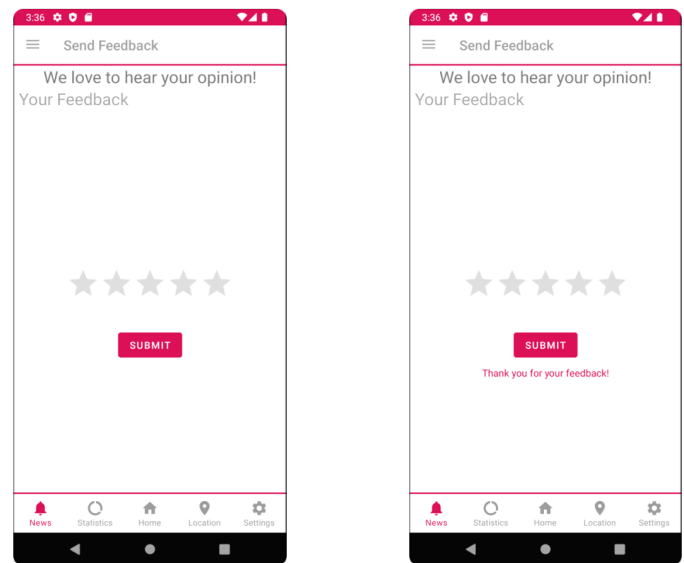 3:36
Send Feedback
We love to hear your opinion!
Your Feedback
SUBMIT
News Statistics Home Location Settings
3:36
Send Feedback
We love to hear your opinion!
Your Feedback
SUBMIT
Thank you for your feedback!
News Statistics Home Location Settings